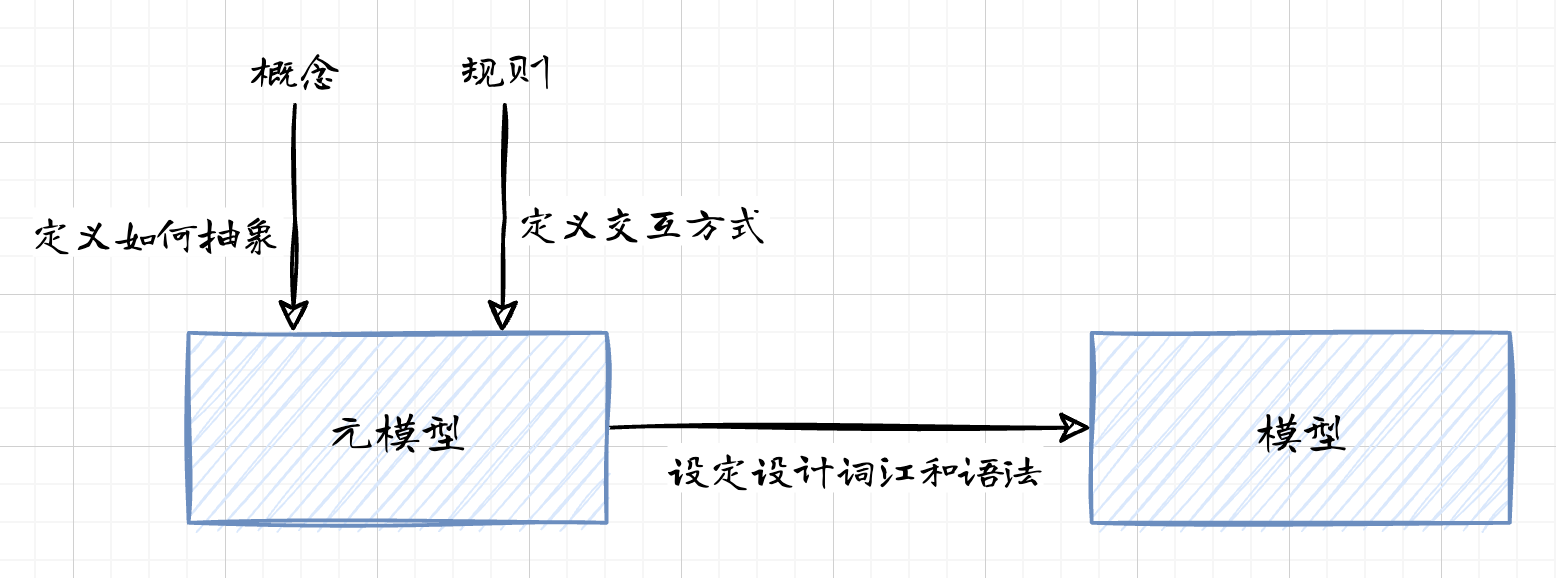 概念
规则
定义如何抽象
定义交互方式
元模型
模型
设定设计词江和语法